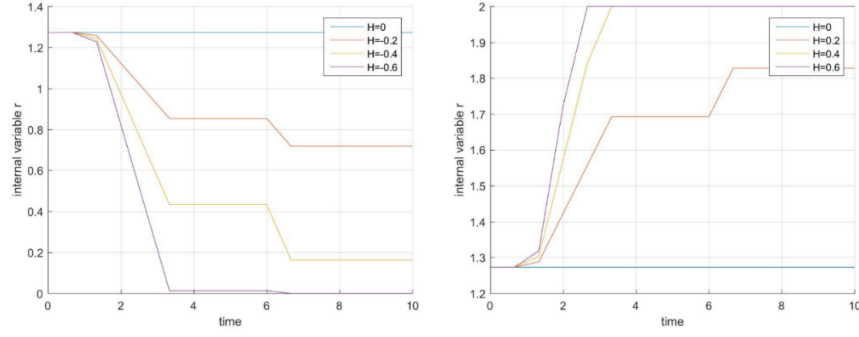 1.4
1.2
1
0.8
0.6
0.4
0.2
0
internal variable r
H=0
H=-0.2
H=-0.4
H=-0.6
0 2 4 6 8 10
time
2
1.9
1.8
1.7
1.6
1.5
1.4
1.3
1.2
internal variable r
H=0
H=0.2
H=0.4
H=0.6
0 2 4 6 8 10
time